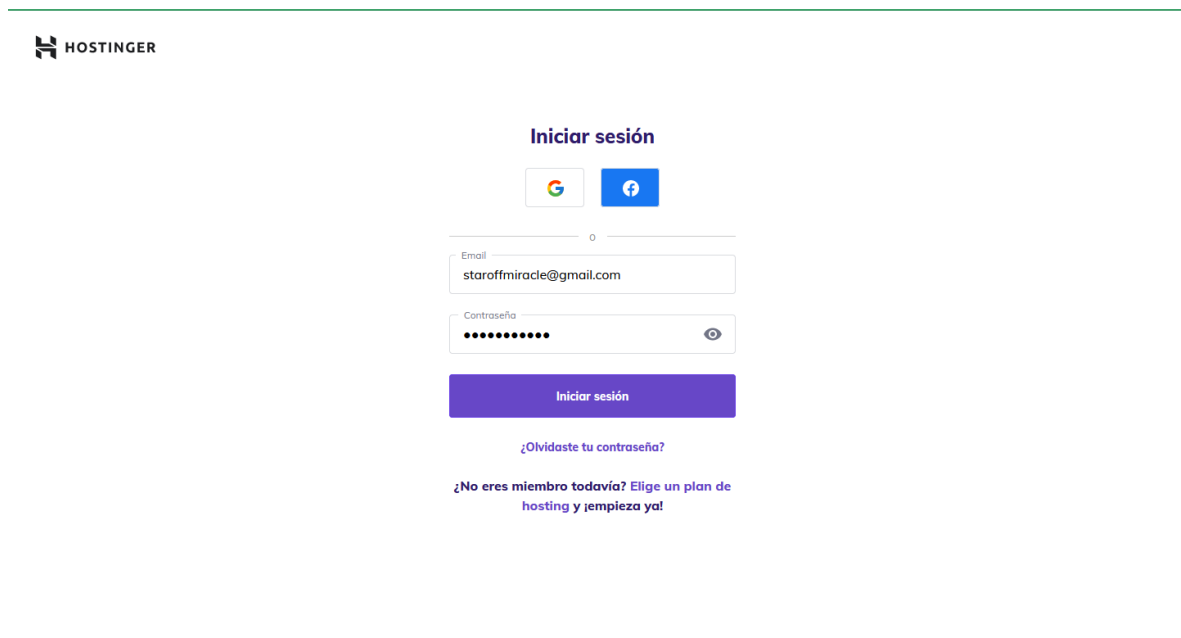 HOSTINGER
Iniciar sesión
o
Email
staroffmiracle@gmail.com
Contraseña
•••••••••••
Iniciar sesión
¿Olvidaste tu contraseña?
¿No eres miembro todavía? Elige un plan de
hosting y ¡empieza ya!